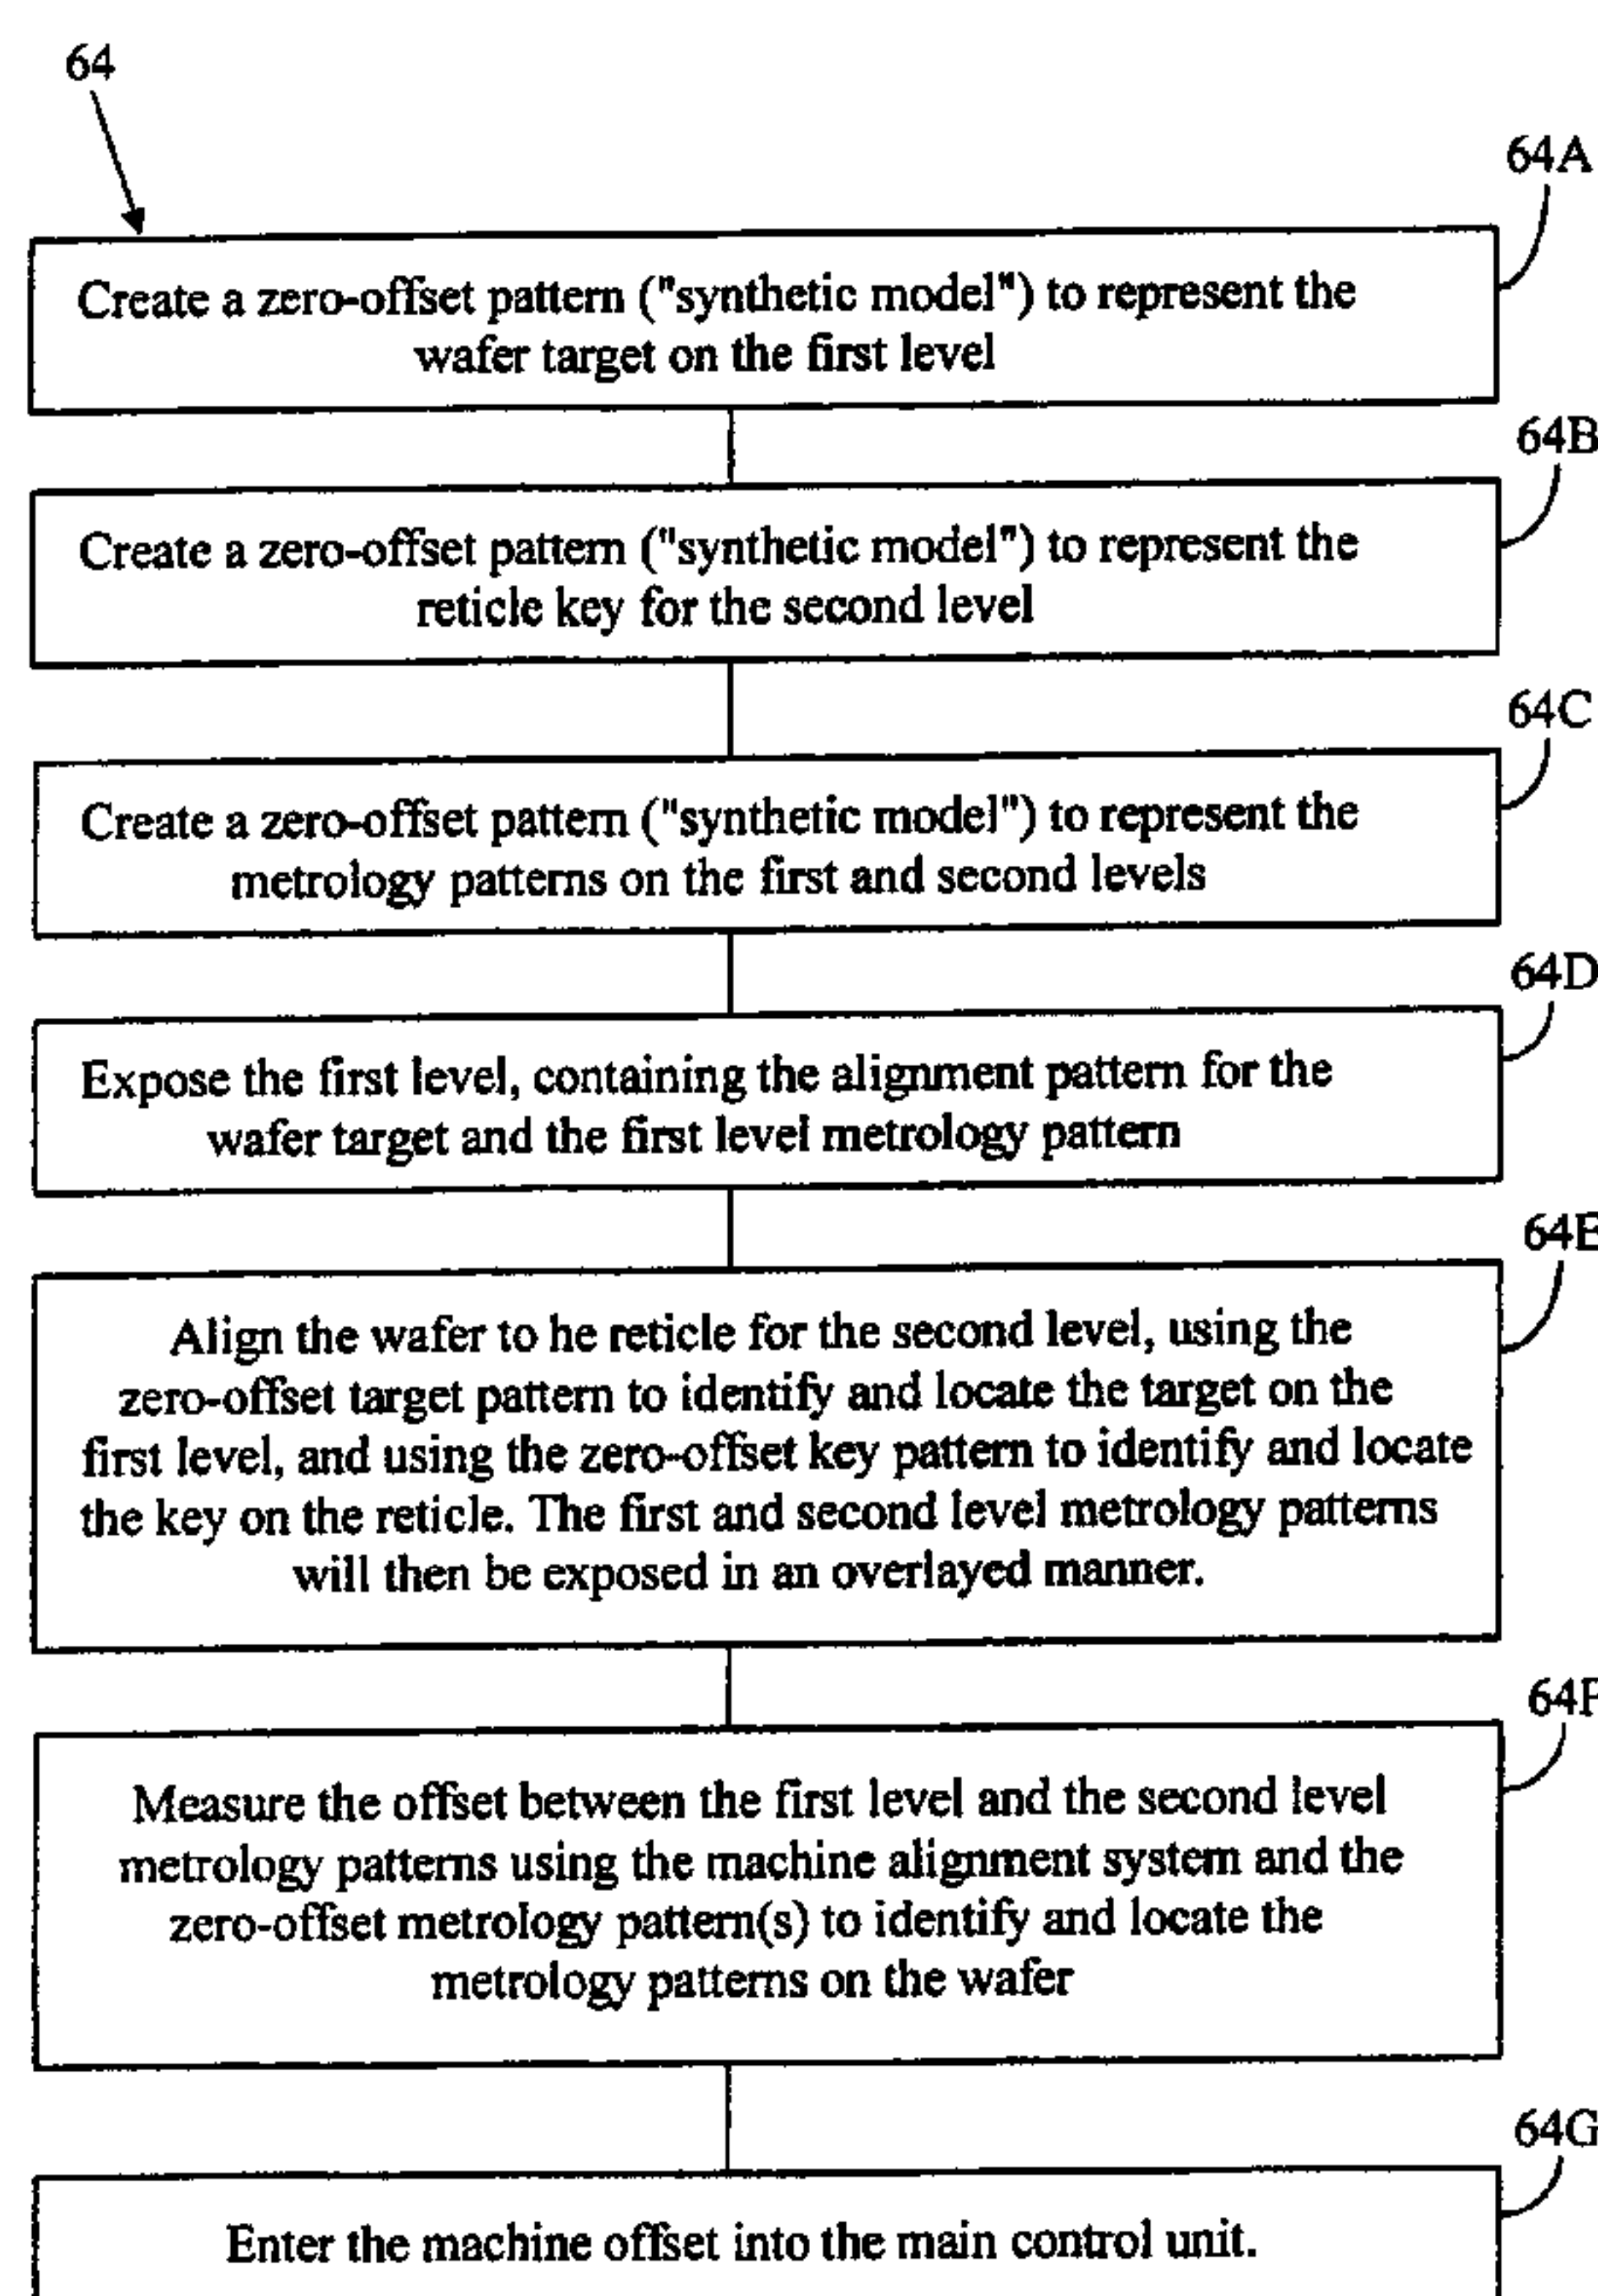 64
64A
Create a zero-offset pattern ("synthetic model") to represent the
wafer target on the first level
64B
Create a zero-offset pattern ("synthetic model") to represent the
reticle key for the second level
64C
Create a zero-offset pattern ("synthetic model") to represent the
metrology patterns on the first and second levels
64D
Expose the first level, containing the alignment pattern for the
wafer target and the first level metrology pattern
64E
Align the wafer to he reticle for the second level, using the
zero-offset target pattern to identify and locate the target on the
first level, and using the zero-offset key pattern to identify and locate
the key on the reticle. The first and second level metrology patterns
will then be exposed in an overlayed manner.
64F
Measure the offset between the first level and the second level
metrology patterns using the machine alignment system and the
zero-offset metrology pattern(s) to identify and locate the
metrology patterns on the wafer
64G
Enter the machine offset into the main control unit.